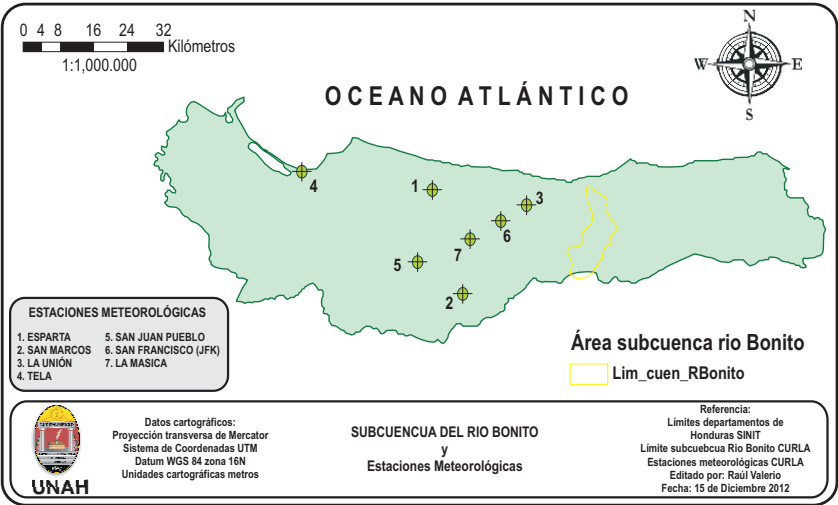 0 4 8 16 24 32
Kilómetros
1:1,000.000
N
W
E
S
OCEANO ATLÁNTICO
4
1
3
6
7
5
2
ESTACIONES METEOROLÓGICAS
1. ESPARTA 5. SAN JUAN PUEBLO
2. SAN MARCOS 6. SAN FRANCISCO (JFK)
3. LA UNIÓN 7. LA MASICA
4. TELA
Área subcuenca rio Bonito
Lim_cuen_RBonito
UNAH
Datos cartográficos:
Proyección transversa de Mercator
Sistema de Coordenadas UTM
Datum WGS 84 zona 16N
Unidades cartográficas metros
SUBCUENCUA DEL RIO BONITO
y
Estaciones Meteorológicas
Referencia:
Límites departamentos de
Honduras SINIT
Límite subcuebcua Rio Bonito CURLA
Estaciones meteorológicas CURLA
Editado por: Raúl Valerio
Fecha: 15 de Diciembre 2012